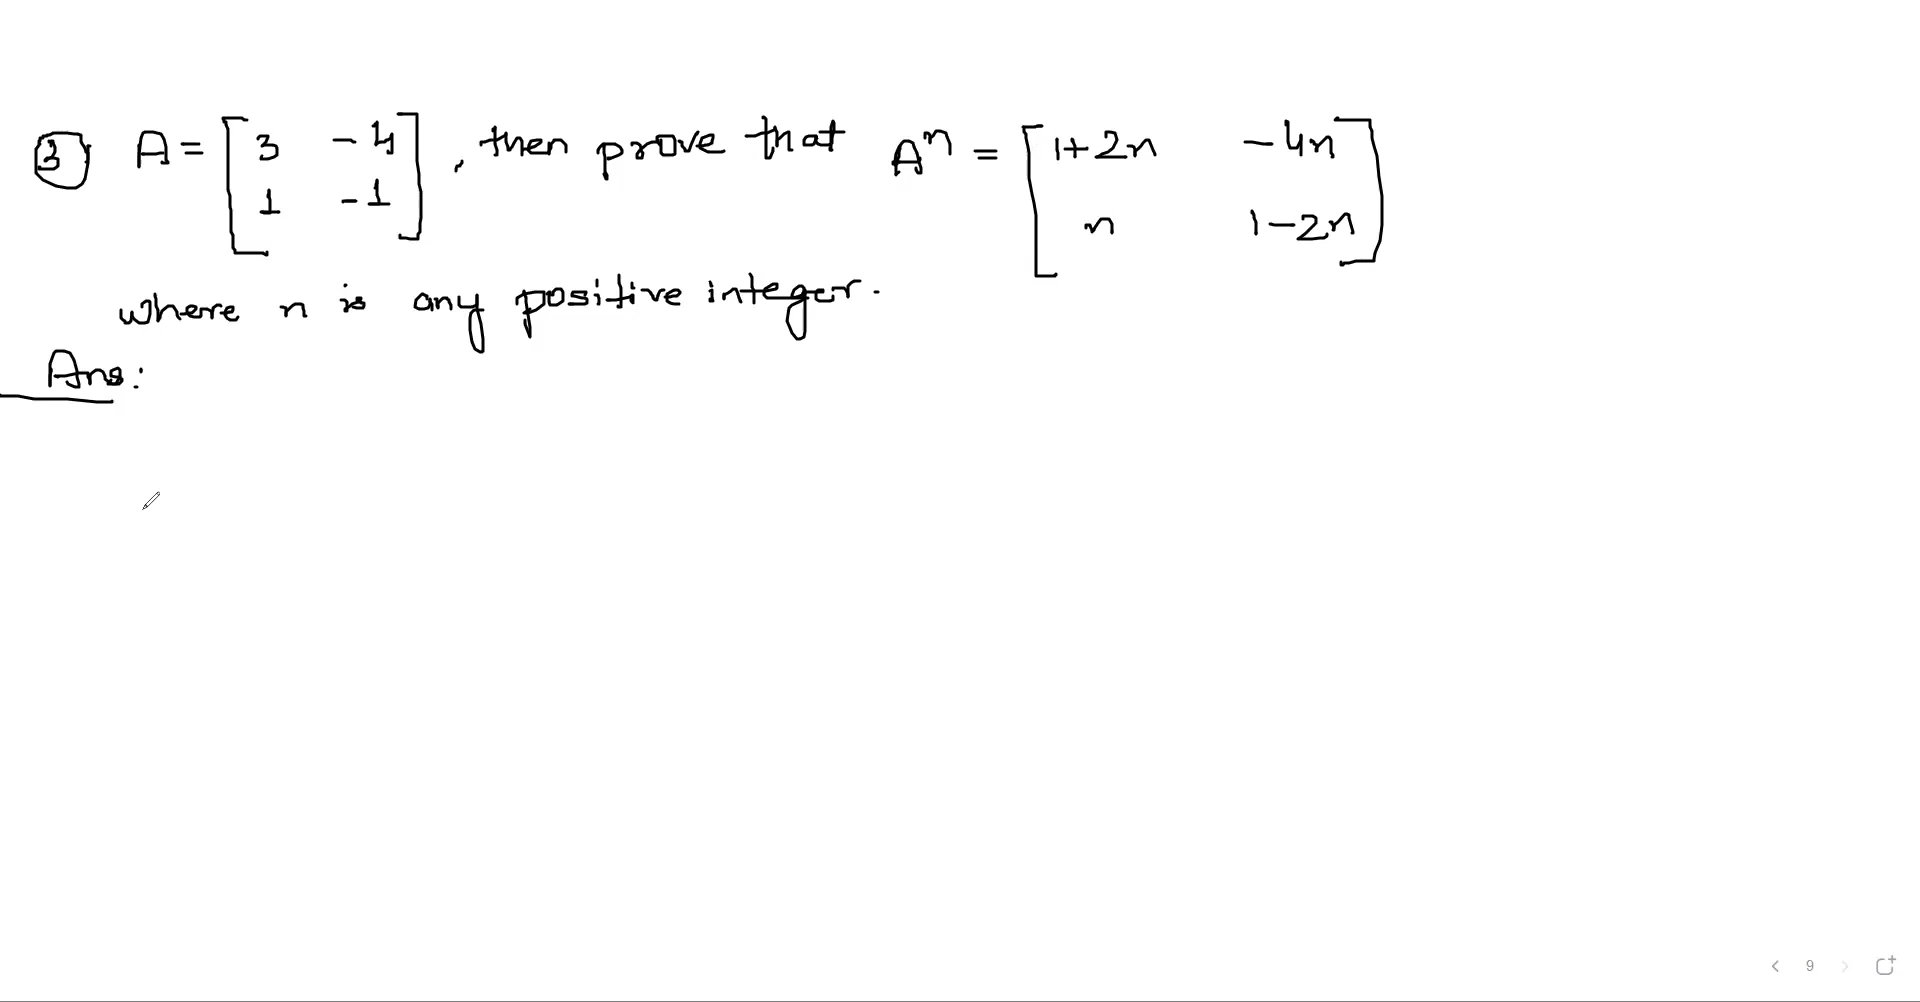 ③ A = [3 -4; 1 -1], then prove that Aⁿ = [1+2n -4n; n 1-2n]
where n is any positive integer.
Ans:
9